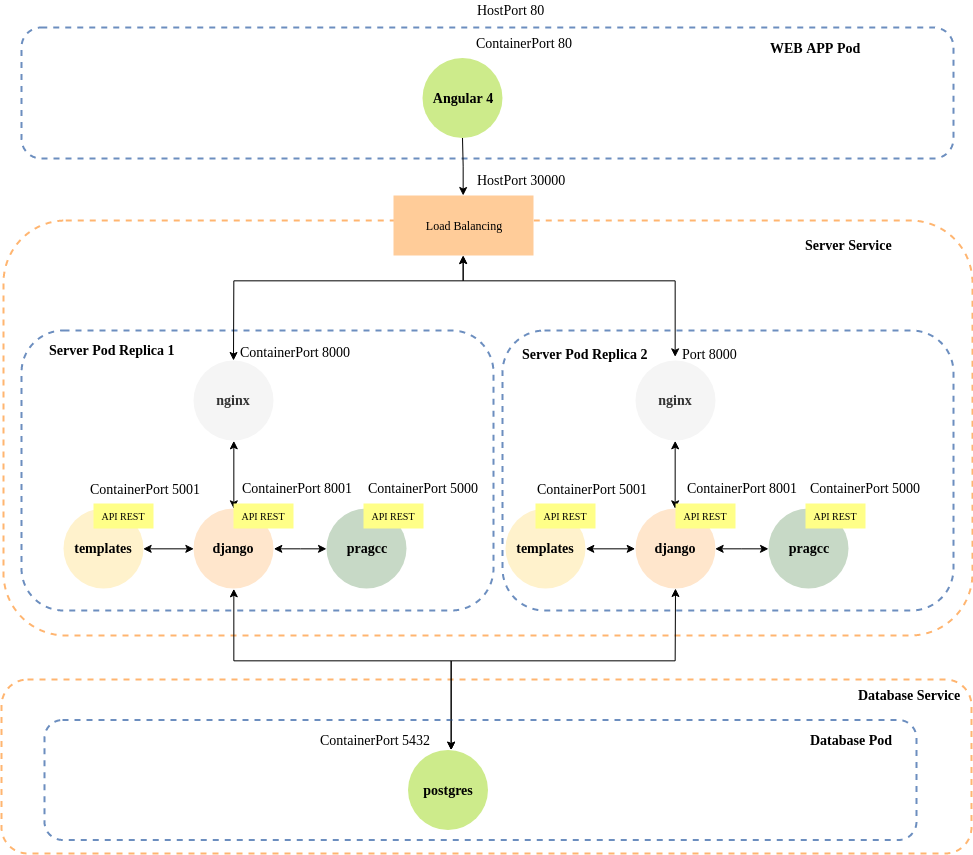 HostPort 80
ContainerPort 80
WEB APP Pod
Angular 4
HostPort 30000
Load Balancing
Server Service
Server Pod Replica 1
ContainerPort 8000
nginx
ContainerPort 5001
ContainerPort 8001
ContainerPort 5000
API REST
API REST
API REST
templates
django
pragcc
Server Pod Replica 2
Port 8000
nginx
ContainerPort 5001
ContainerPort 8001
ContainerPort 5000
API REST
API REST
API REST
templates
django
pragcc
Database Service
ContainerPort 5432
Database Pod
postgres